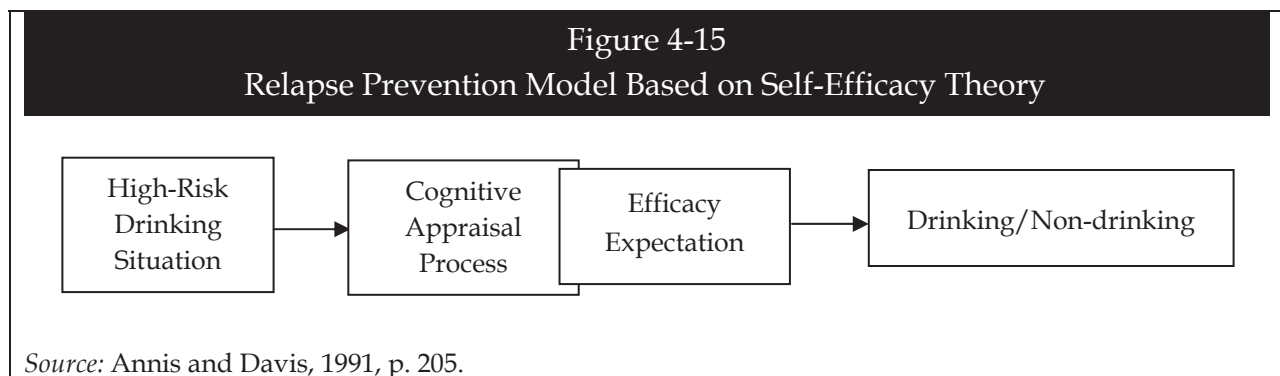 Figure 4-15
Relapse Prevention Model Based on Self-Efficacy Theory
High-Risk
Drinking
Situation
Cognitive
Appraisal
Process
Efficacy
Expectation
Drinking/Non-drinking
Source: Annis and Davis, 1991, p. 205.